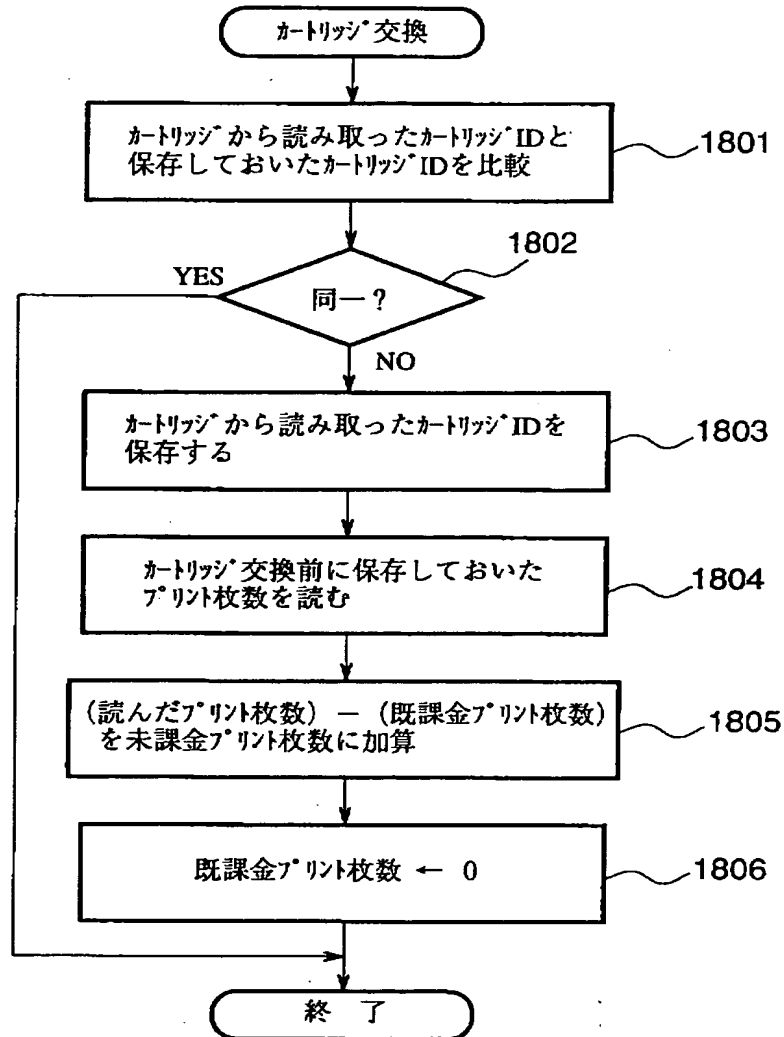 ｶｰﾄﾘｯｼﾞ交換
ｶｰﾄﾘｯｼﾞから読み取ったｶｰﾄﾘｯｼﾞIDと
保存しておいたｶｰﾄﾘｯｼﾞIDを比較
1801
1802
YES
同一？
NO
ｶｰﾄﾘｯｼﾞから読み取ったｶｰﾄﾘｯｼﾞIDを
保存する
1803
ｶｰﾄﾘｯｼﾞ交換前に保存しておいた
ﾌﾟﾘﾝﾄ枚数を読む
1804
（読んだﾌﾟﾘﾝﾄ枚数）－（既課金ﾌﾟﾘﾝﾄ枚数）
を未課金ﾌﾟﾘﾝﾄ枚数に加算
1805
既課金ﾌﾟﾘﾝﾄ枚数 ← 0
1806
終 了